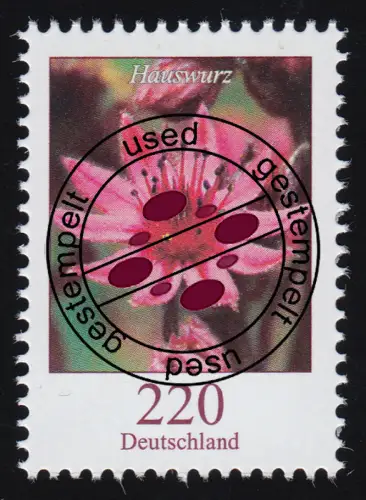 Hauswurz
used
gestempelt
used
gestempelt
220
Deutschland